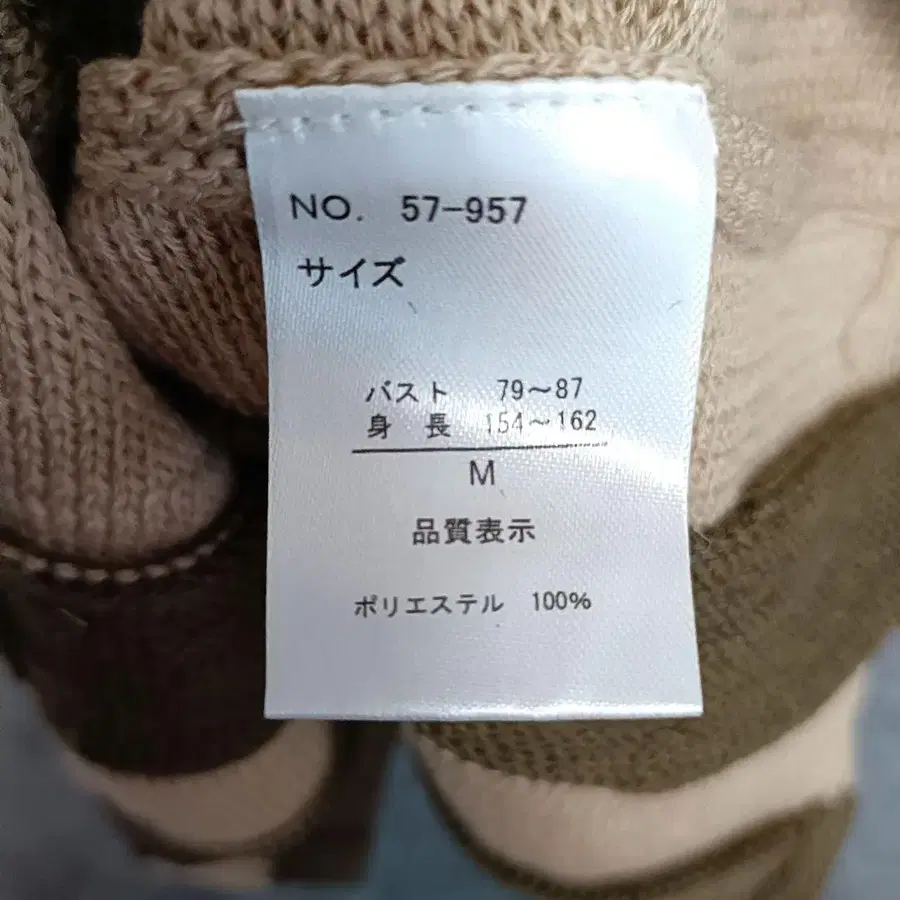 NO. 57-957
サイズ
バスト 79〜87
身 長 154〜162
M
品質表示
ポリエステル 100%